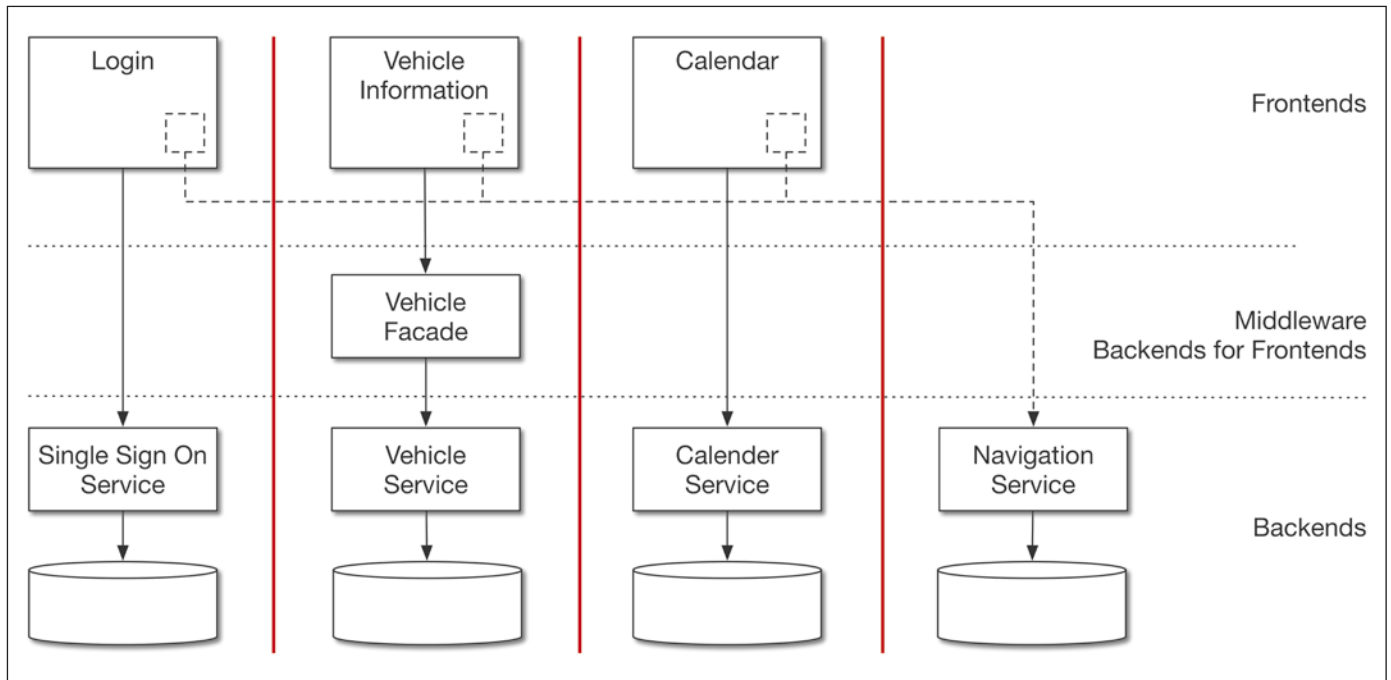 Login
Vehicle
Information
Calendar
Frontends
Vehicle
Facade
Middleware
Backends for Frontends
Single Sign On
Service
Vehicle
Service
Calender
Service
Navigation
Service
Backends